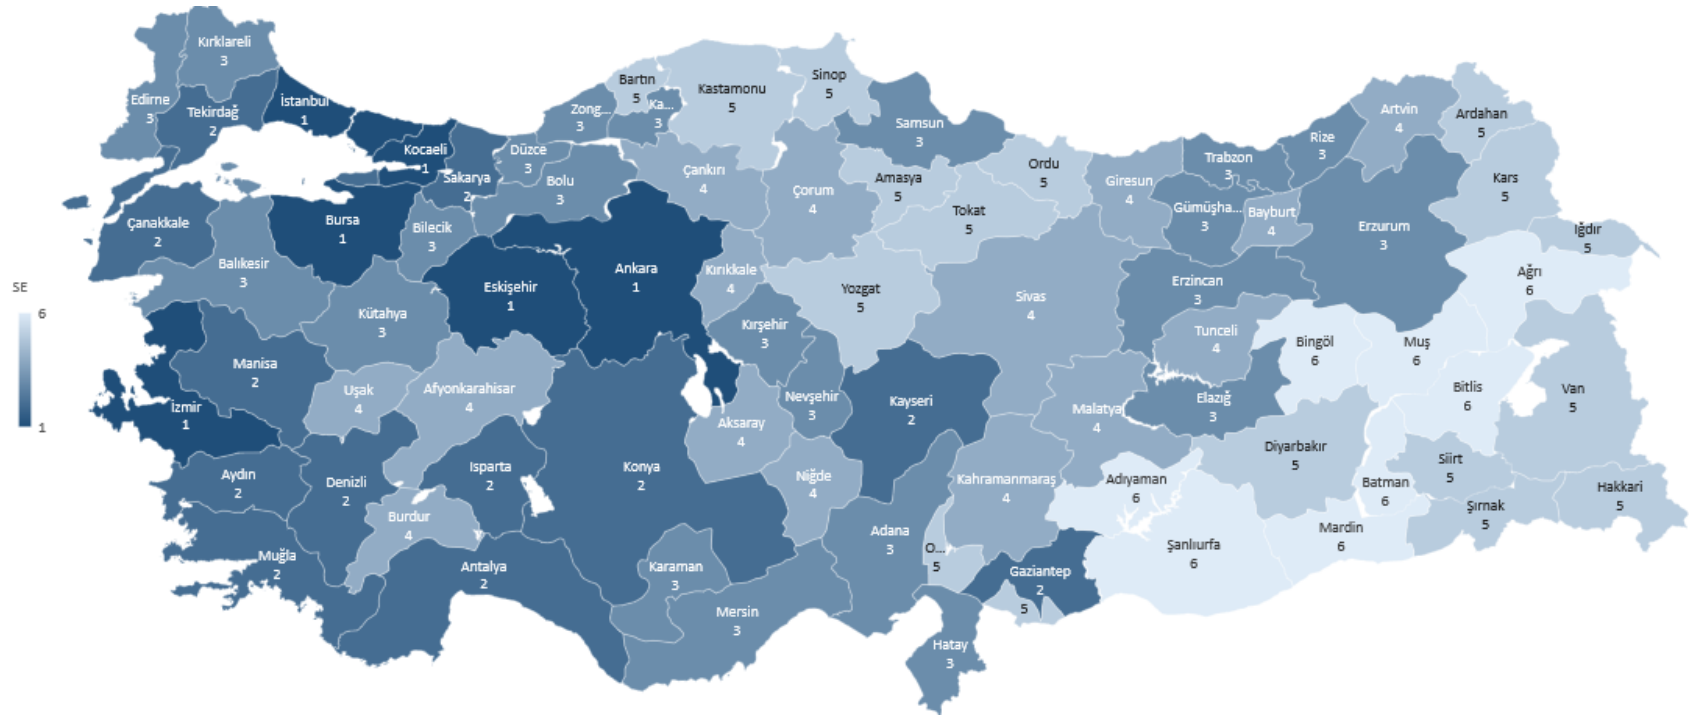 Kırklareli
3
Edirne
3
Tekirdağ
2
İstanbul
1
Kocaeli
1
Sakarya
2
Düzce
3
Bolu
3
Zong...
3
Bartın
5
Ka...
3
Kastamonu
5
Sinop
5
Samsun
3
Çankırı
4
Çorum
4
Amasya
5
Ordu
5
Tokat
5
Giresun
4
Trabzon
3
Gümüşha...
3
Bayburt
4
Rize
3
Artvin
4
Ardahan
5
Kars
5
Iğdır
5
Erzurum
3
Ağrı
6
Çanakkale
2
Balıkesir
3
Bursa
1
Bilecik
3
Eskişehir
1
Ankara
1
Kırıkkale
4
Yozgat
5
Sivas
4
Erzincan
3
Tunceli
4
Bingöl
6
Muş
6
Bitlis
6
Van
5
SE
6
1
Kütahya
3
Manisa
2
Uşak
4
Afyonkarahisar
4
İzmir
1
Kırşehir
3
Nevşehir
3
Kayseri
2
Aksaray
4
Malatya
4
Elazığ
3
Diyarbakır
5
Siirt
5
Batman
6
Şırnak
5
Hakkari
5
Mardin
6
Aydın
2
Denizli
2
Isparta
2
Konya
2
Niğde
4
Kahramanmaraş
4
Adıyaman
6
Şanlıurfa
6
Burdur
4
Muğla
2
Antalya
2
Karaman
3
Mersin
3
Adana
3
O...
5
Gaziantep
2
5
Hatay
3